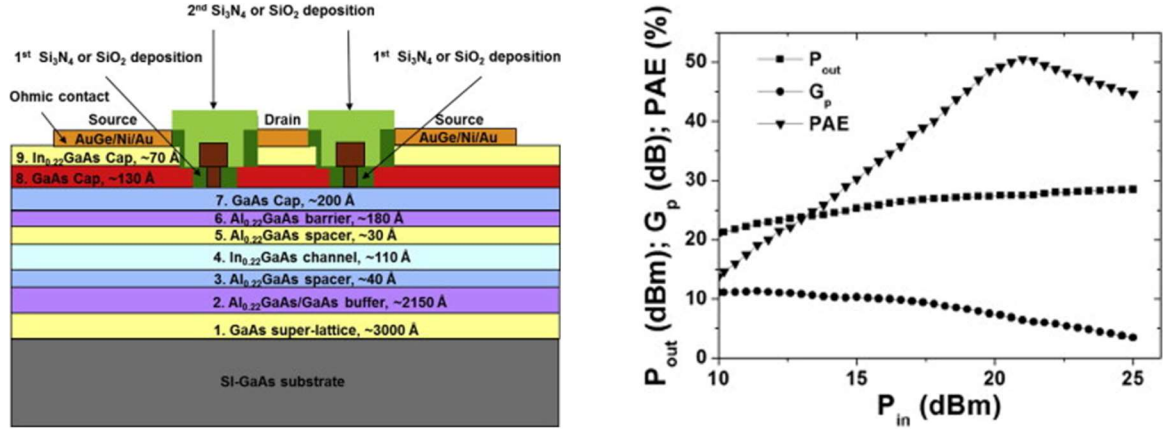 2nd Si3N4 or SiO2 deposition
1st Si3N4 or SiO2 deposition
1st Si3N4 or SiO2 deposition
Ohmic contact
Source
Drain
Source
AuGe/Ni/Au
AuGe/Ni/Au
9. In0.22GaAs Cap, ~70 Å
8. GaAs Cap, ~130 Å
7. GaAs Cap, ~200 Å
6. Al0.22GaAs barrier, ~180 Å
5. Al0.22GaAs spacer, ~30 Å
4. In0.22GaAs channel, ~110 Å
3. Al0.22GaAs spacer, ~40 Å
2. Al0.22GaAs/GaAs buffer, ~2150 Å
1. GaAs super-lattice, ~3000 Å
SI-GaAs substrate
Pout (dBm); Gp (dB); PAE (%)
50
40
30
20
10
0
Pout
Gp
PAE
10
15
20
25
Pin (dBm)